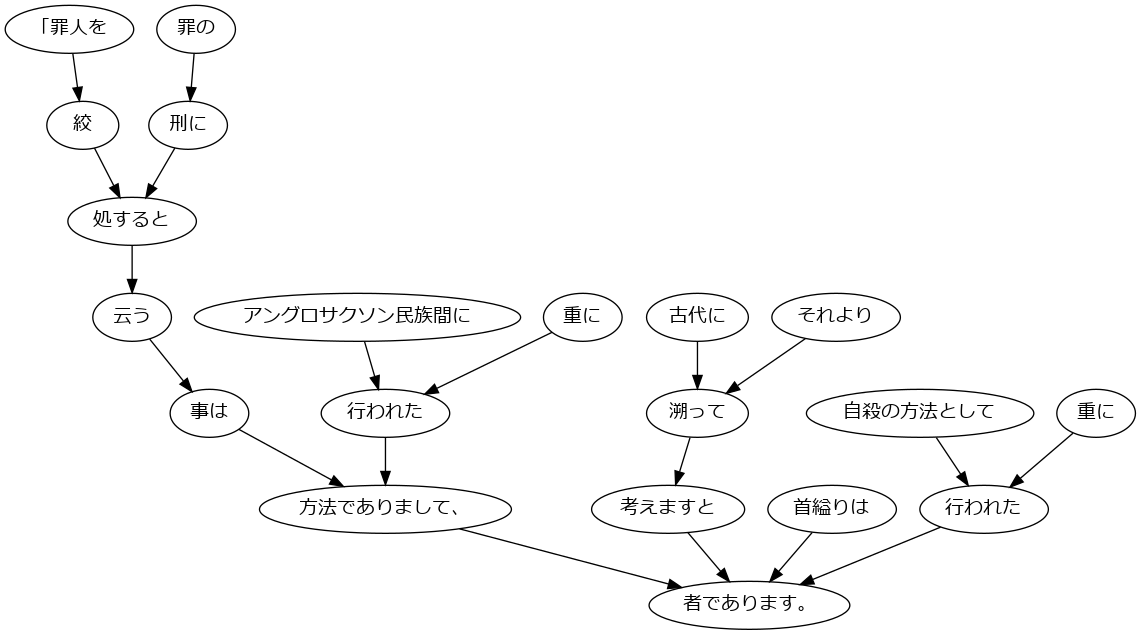 「罪人を
罪の
絞
刑に
処すると
云う
アングロサクソン民族間に
重に
古代に
それより
事は
行われた
溯って
自殺の方法として
重に
方法でありまして、
考えますと
首縊りは
行われた
者であります。